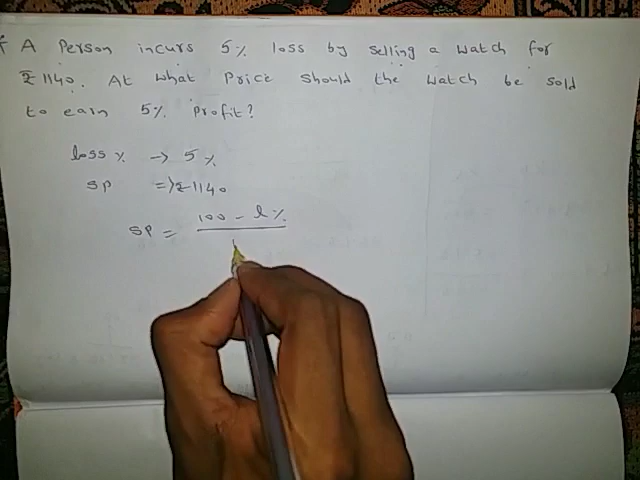 A Person incurs 5% loss by selling a watch for
₹1140. At what Price should the watch be sold
to earn 5% Profit?
loss % → 5 %
SP => ₹1140
SP = 100 - l%